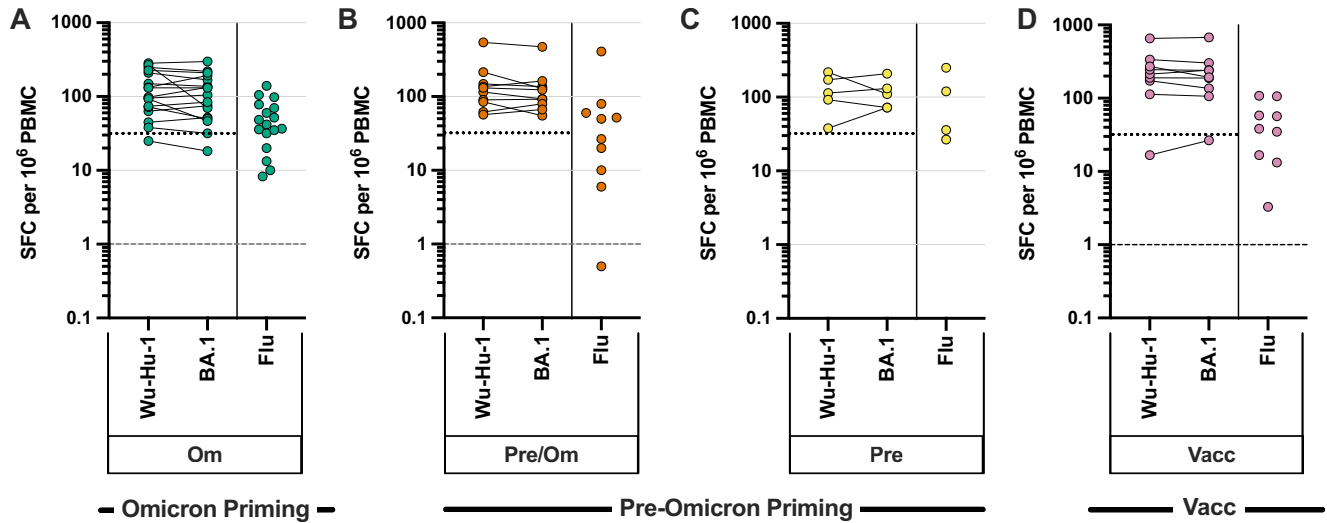 A
SFC per 10⁶ PBMC
1000
100
10
1
0.1
Wu-Hu-1
BA.1
Flu
Om
Omicron Priming
B
SFC per 10⁶ PBMC
1000
100
10
1
0.1
Wu-Hu-1
BA.1
Flu
Pre/Om
C
SFC per 10⁶ PBMC
1000
100
10
1
0.1
Wu-Hu-1
BA.1
Flu
Pre
Pre-Omicron Priming
D
SFC per 10⁶ PBMC
1000
100
10
1
0.1
Wu-Hu-1
BA.1
Flu
Vacc
Vacc